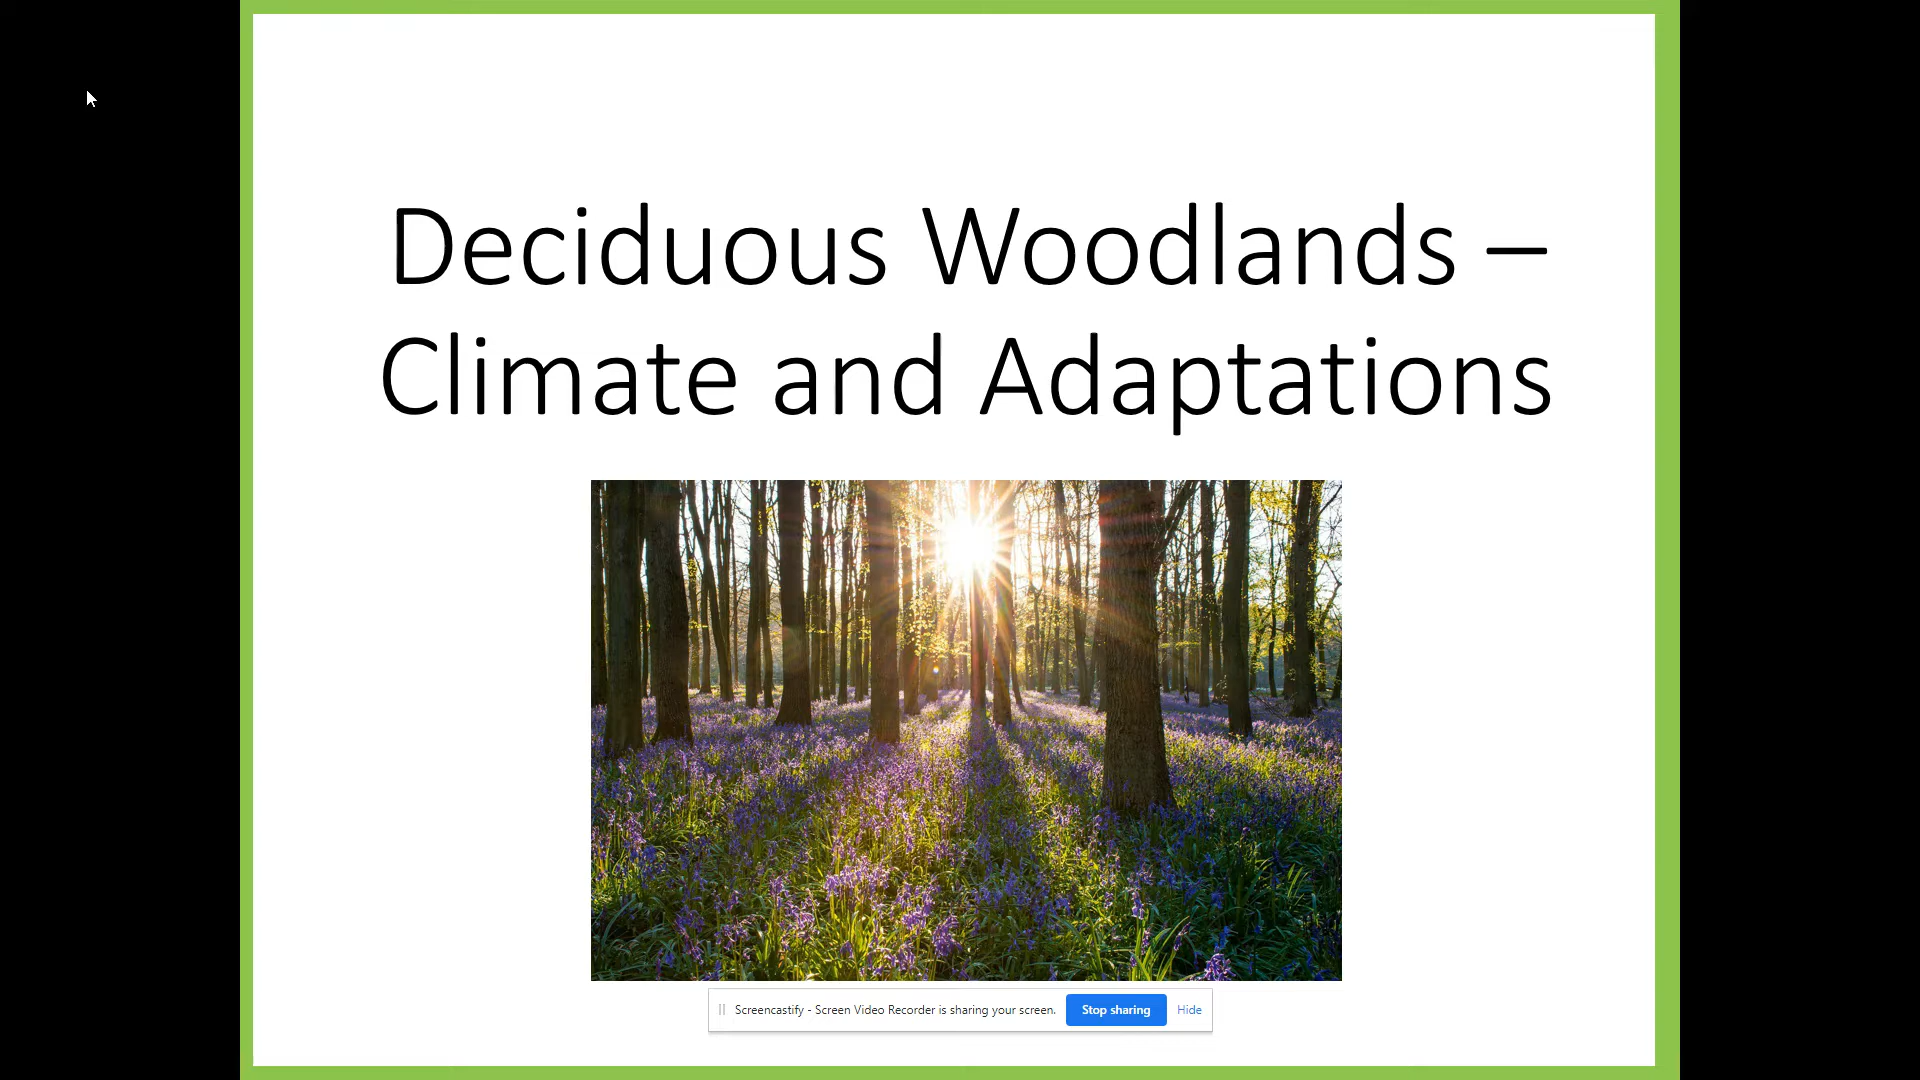 Deciduous Woodlands –
Climate and Adaptations
Screencastify - Screen Video Recorder is sharing your screen. Stop sharing Hide